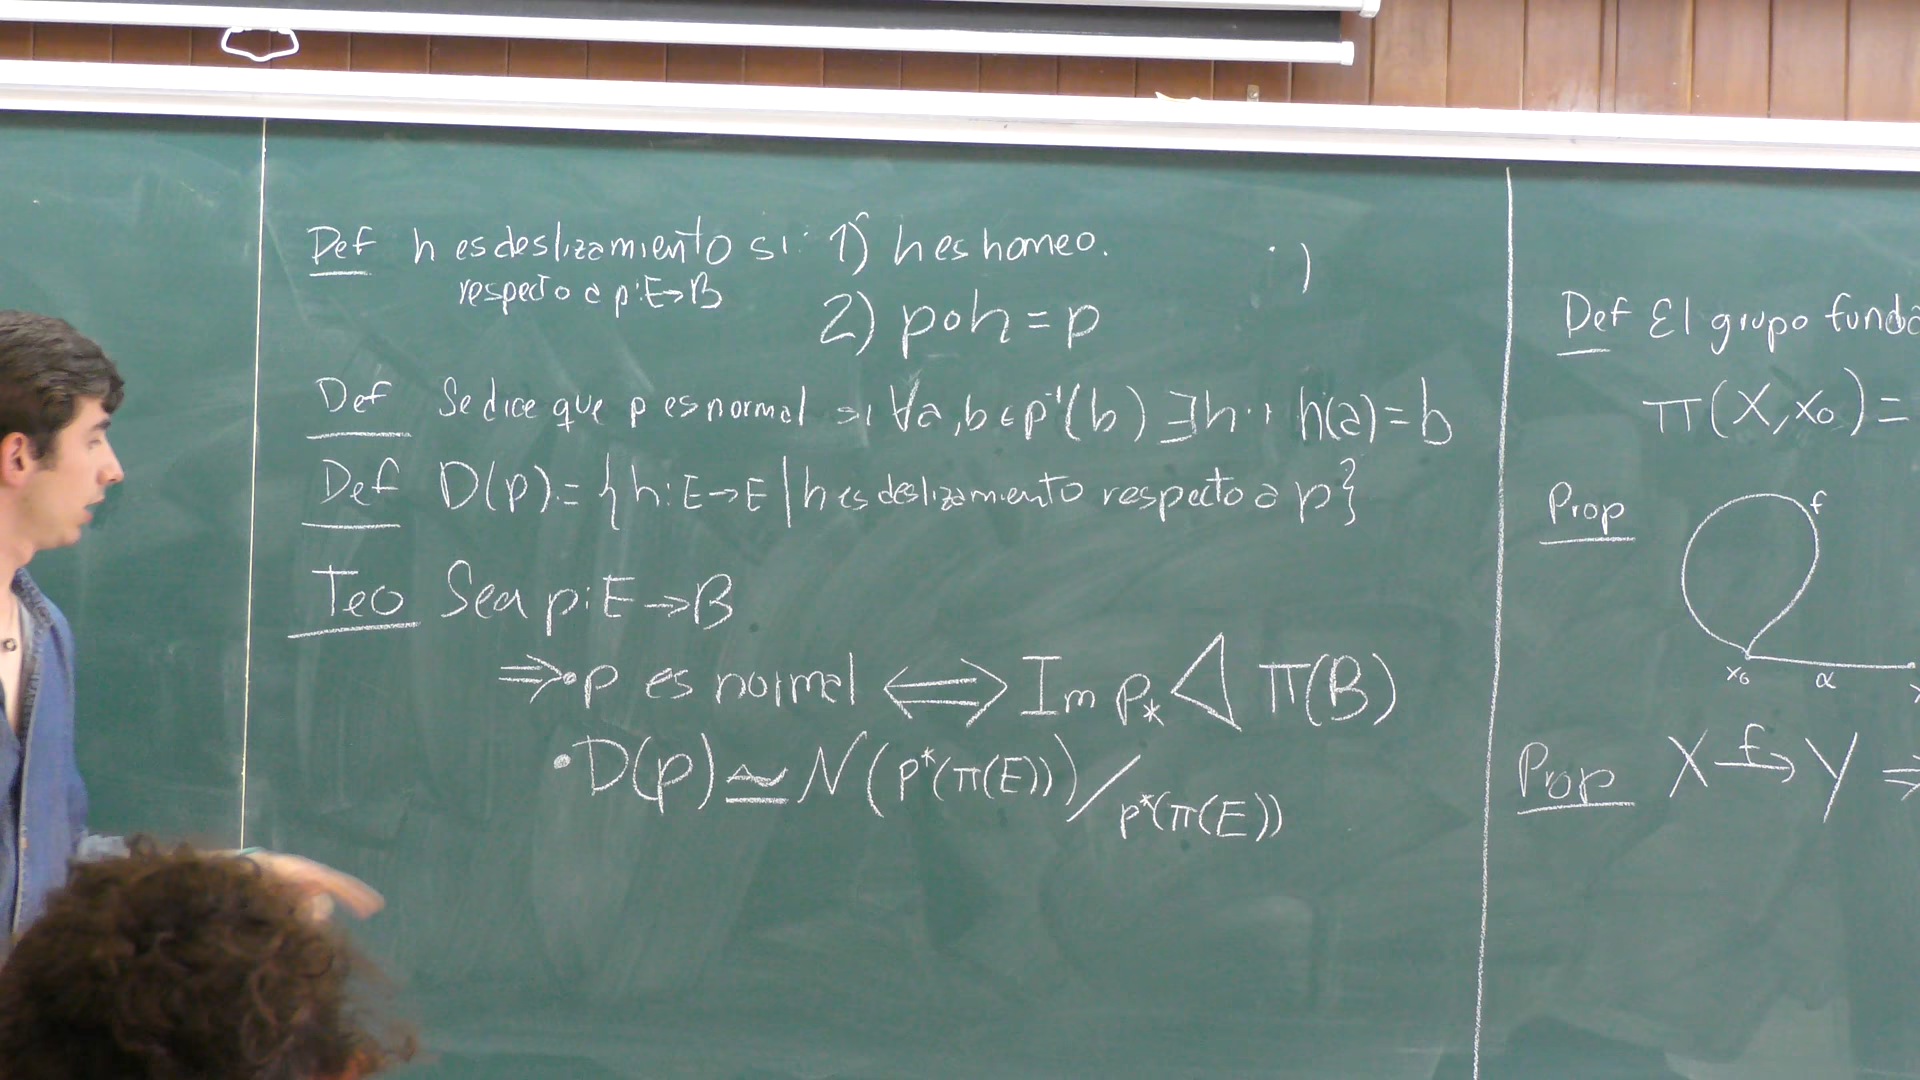 Def h es deslizamiento si: 1) h es homeo.
respecto a p:E→B
2) p∘h=p
Def Se dice que p es normal si ∀a,b∈p⁻¹(b) ∃h ·, h(a)=b
Def D(p):={h:E→E | h es deslizamiento respecto a p}
Teo Sea p:E→B
⇒•p es normal ⟺ Im p_* ◁ π(B)
•D(p)≅N(p*(π(E)))/p*(π(E))
Def El grupo funda
π(X,x₀)=
Prop
f
x₀ α
Prop X →f Y ⇒